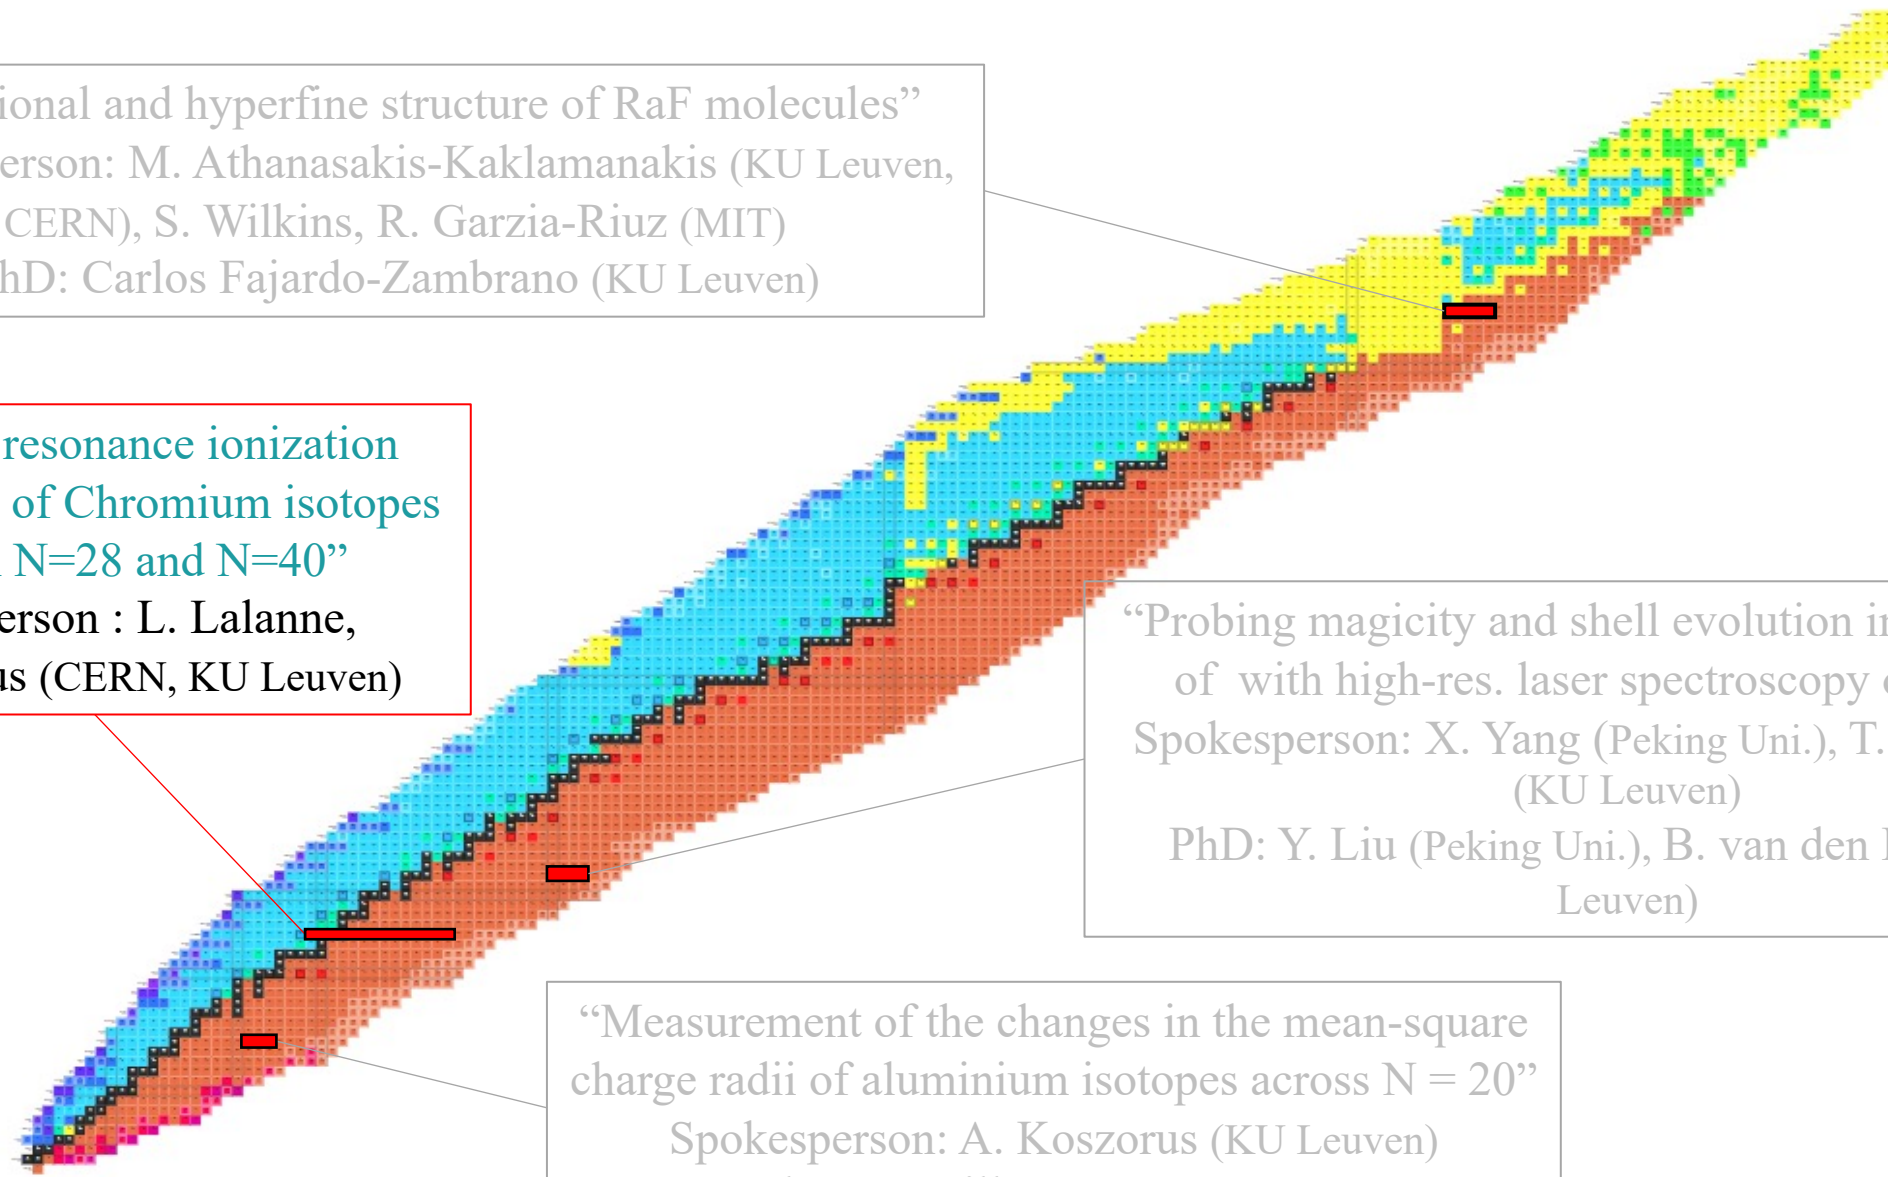 ional and hyperfine structure of RaF molecules”
erson: M. Athanasakis-Kaklamanakis (KU Leuven,
CERN), S. Wilkins, R. Garzia-Riuz (MIT)
hD: Carlos Fajardo-Zambrano (KU Leuven)
resonance ionization
of Chromium isotopes
N=28 and N=40”
erson : L. Lalanne,
us (CERN, KU Leuven)
“Probing magicity and shell evolution in
of with high-res. laser spectroscopy
Spokesperson: X. Yang (Peking Uni.), T.
(KU Leuven)
PhD: Y. Liu (Peking Uni.), B. van den
Leuven)
“Measurement of the changes in the mean-square
charge radii of aluminium isotopes across N = 20”
Spokesperson: A. Koszorus (KU Leuven)